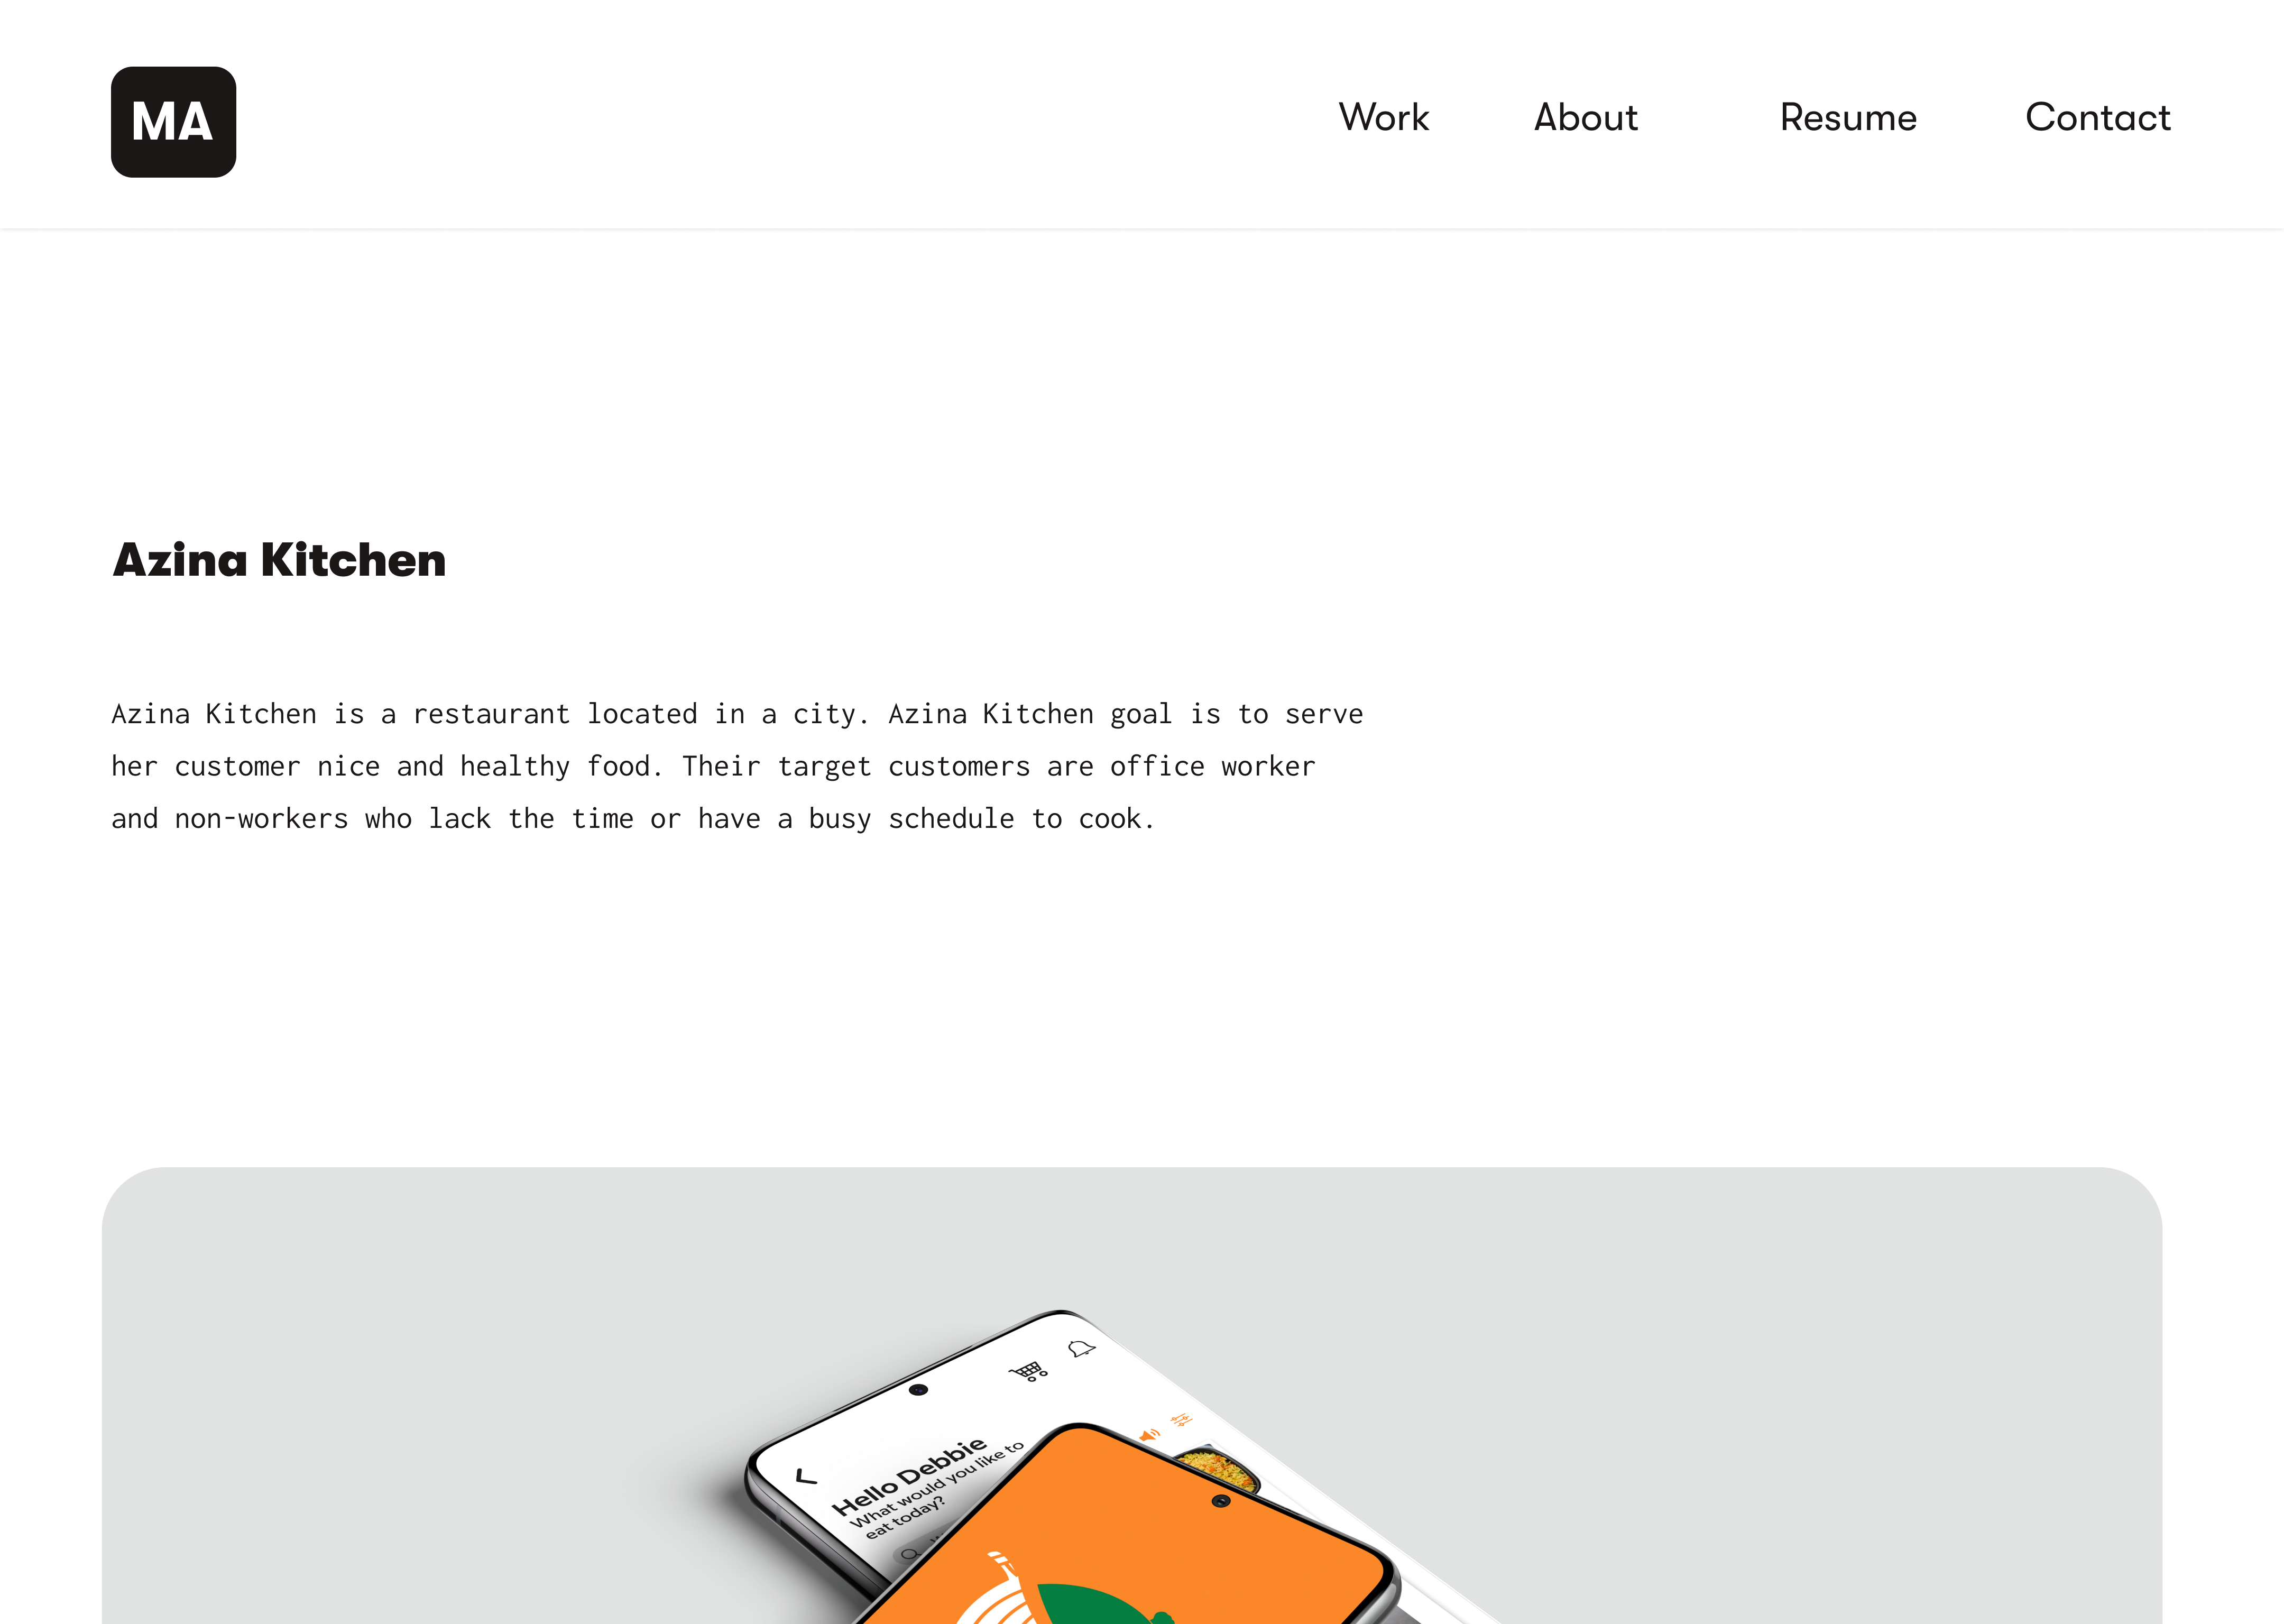 MA
Work About Resume Contact
Azina Kitchen
Azina Kitchen is a restaurant located in a city. Azina Kitchen goal is to serve
her customer nice and healthy food. Their target customers are office worker
and non-workers who lack the time or have a busy schedule to cook.
Hello Debbie
What would you like to
eat today?